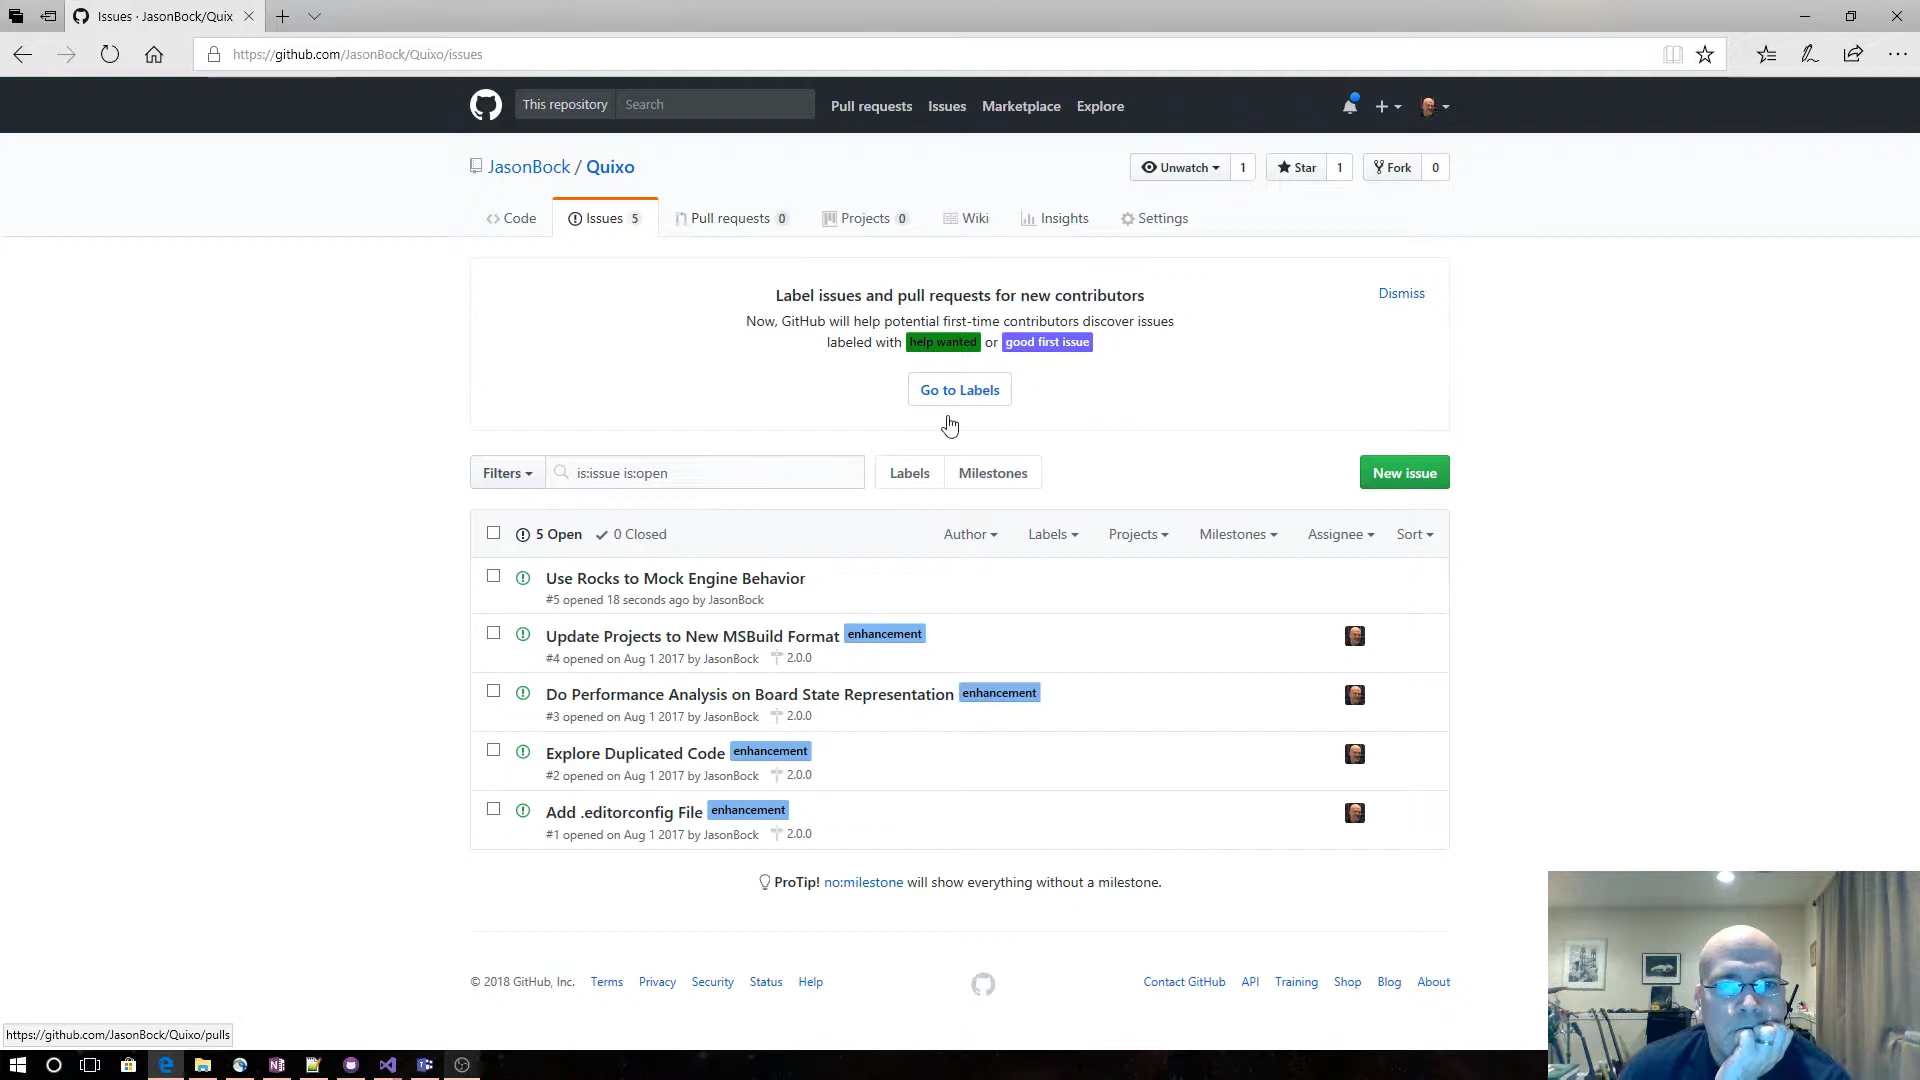 Issues · JasonBock/Quix
https://github.com/JasonBock/Quixo/issues
This repository Search Pull requests Issues Marketplace Explore
JasonBock / Quixo Unwatch 1 Star 1 Fork 0
Code Issues 5 Pull requests 0 Projects 0 Wiki Insights Settings
Label issues and pull requests for new contributors Dismiss
Now, GitHub will help potential first-time contributors discover issues
labeled with help wanted or good first issue
Go to Labels
Filters is:issue is:open Labels Milestones New issue
5 Open 0 Closed Author Labels Projects Milestones Assignee Sort
Use Rocks to Mock Engine Behavior
#5 opened 18 seconds ago by JasonBock
Update Projects to New MSBuild Format enhancement
#4 opened on Aug 1 2017 by JasonBock 2.0.0
Do Performance Analysis on Board State Representation enhancement
#3 opened on Aug 1 2017 by JasonBock 2.0.0
Explore Duplicated Code enhancement
#2 opened on Aug 1 2017 by JasonBock 2.0.0
Add .editorconfig File enhancement
#1 opened on Aug 1 2017 by JasonBock 2.0.0
ProTip! no:milestone will show everything without a milestone.
© 2018 GitHub, Inc. Terms Privacy Security Status Help Contact GitHub API Training Shop Blog About
https://github.com/JasonBock/Quixo/pulls